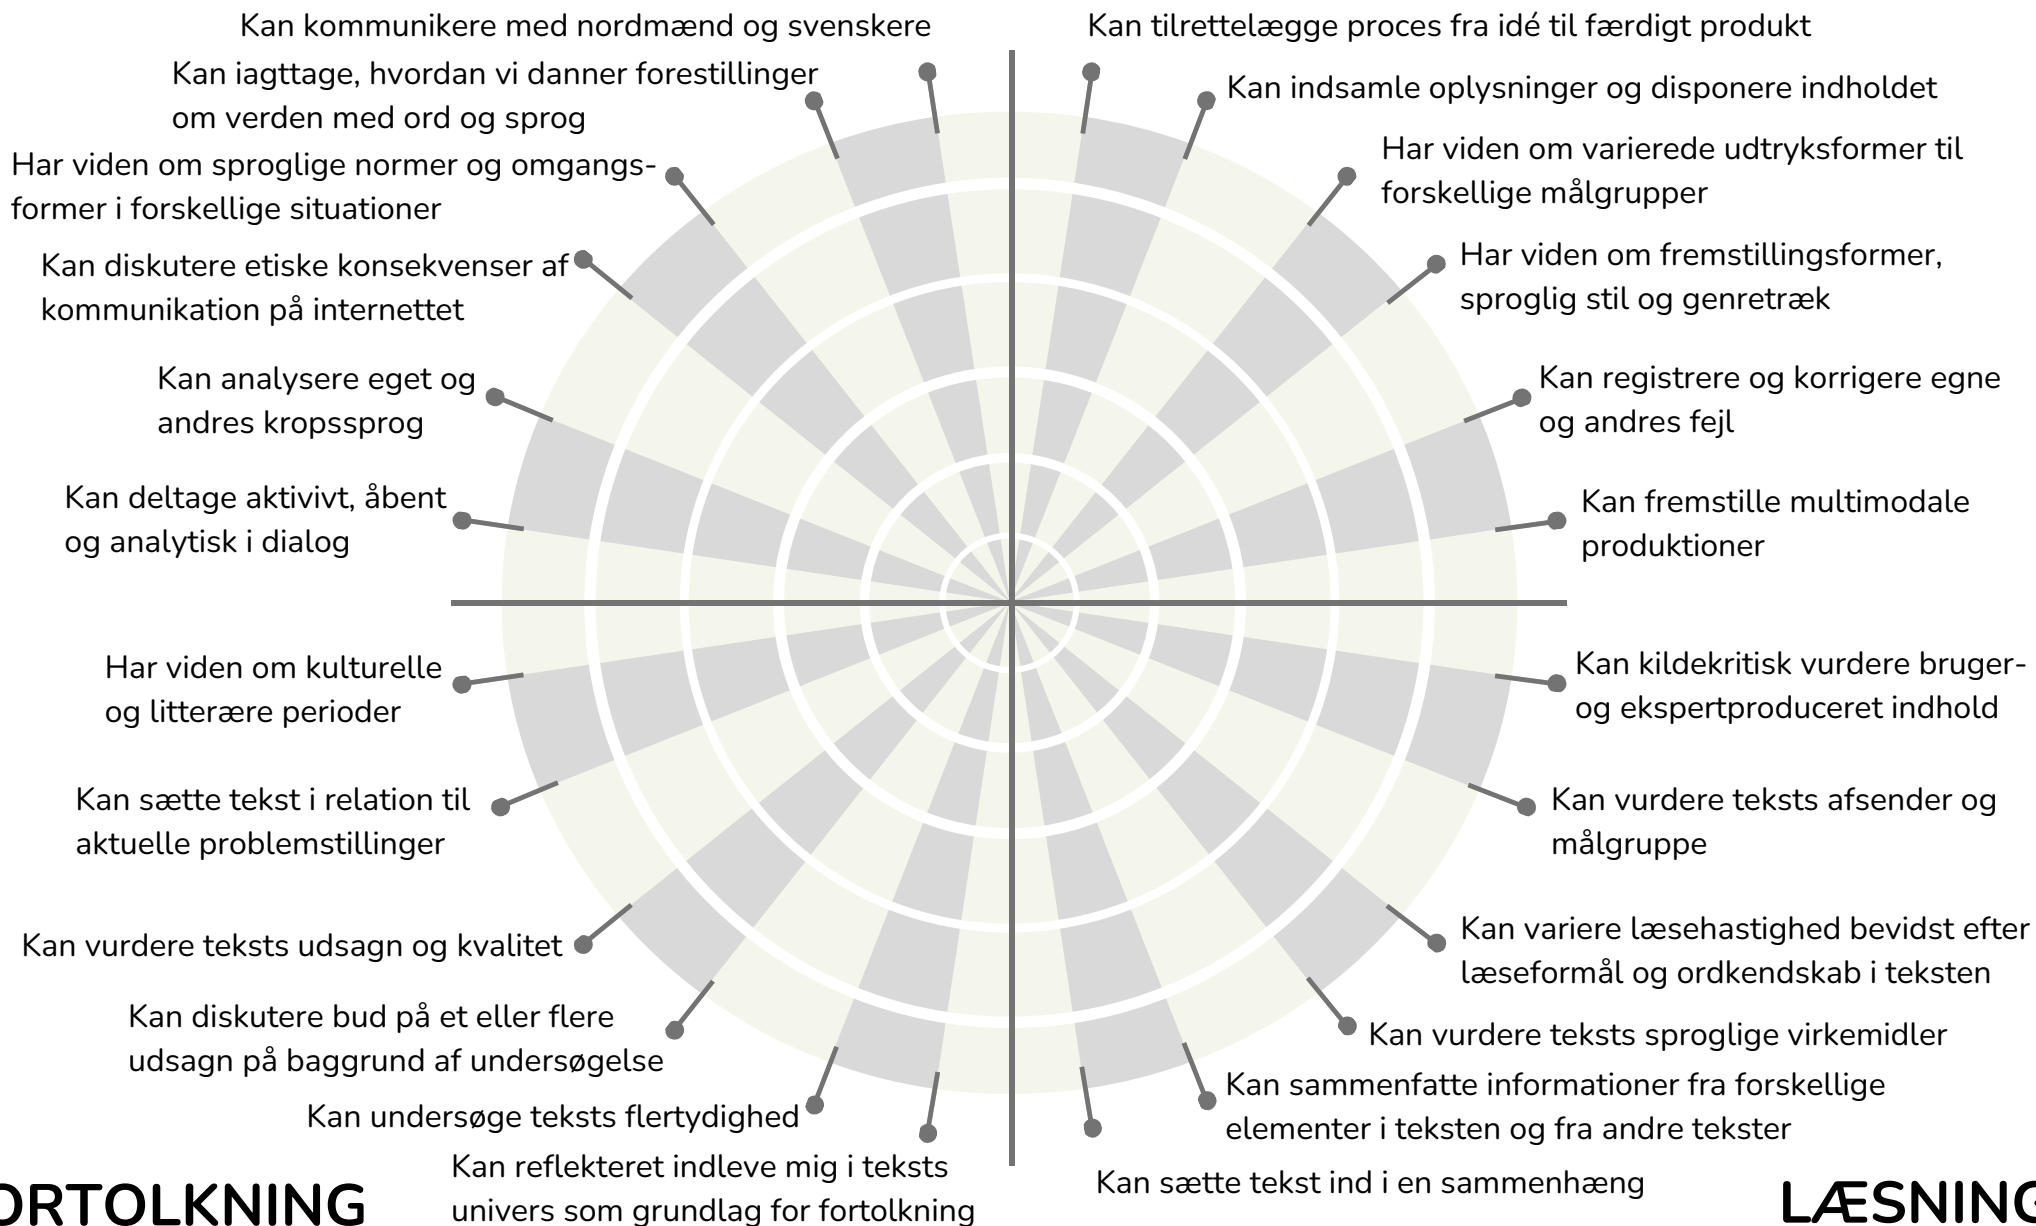 Kan kommunikere med nordmænd og svenskere
Kan iagttage, hvordan vi danner forestillinger
om verden med ord og sprog
Har viden om sproglige normer og omgangs-
former i forskellige situationer
Kan diskutere etiske konsekvenser af
kommunikation på internettet
Kan analysere eget og
andres kropssprog
Kan deltage aktivivt, åbent
og analytisk i dialog
Kan tilrettelægge proces fra idé til færdigt produkt
Kan indsamle oplysninger og disponere indholdet
Har viden om varierede udtryksformer til
forskellige målgrupper
Har viden om fremstillingsformer,
sproglig stil og genretræk
Kan registrere og korrigere egne
og andres fejl
Kan fremstille multimodale
produktioner
Har viden om kulturelle
og litterære perioder
Kan sætte tekst i relation til
aktuelle problemstillinger
Kan vurdere teksts udsagn og kvalitet
Kan diskutere bud på et eller flere
udsagn på baggrund af undersøgelse
Kan undersøge teksts flertydighed
Kan reflekteret indleve mig i teksts
univers som grundlag for fortolkning
ORTOLKNING
Kan kildekritisk vurdere bruger-
og ekspertproduceret indhold
Kan vurdere teksts afsender og
målgruppe
Kan variere læsehastighed bevidst efter
læseformål og ordkendskab i teksten
Kan vurdere teksts sproglige virkemidler
Kan sammenfatte informationer fra forskellige
elementer i teksten og fra andre tekster
Kan sætte tekst ind i en sammenhæng
LÆSNING